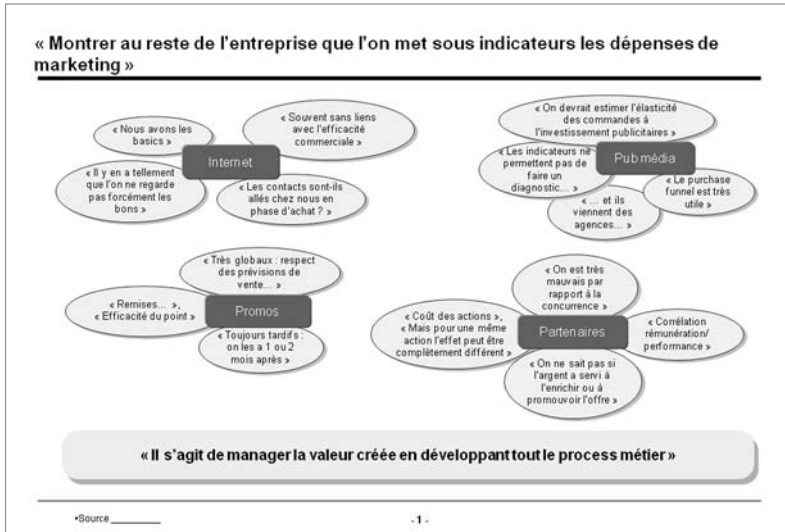 « Montrer au reste de l'entreprise que l'on met sous indicateurs les dépenses de
marketing »
« Nous avons les
basics »
« Souvent sans liens
avec l'efficacité
commerciale »
Internet
« Il y en a tellement
que l'on ne regarde
pas forcément les
bons »
« Les contacts sont-ils
allés chez nous en
phase d'achat ? »
« On devrait estimer l'élasticité
des commandes à
l'investissement publicitaires »
« Les indicateurs ne
permettent pas de
faire un
diagnostic... »
Pub média
« Le purchase
funnel est très
utile »
« ... et ils
viennent des
agences... »
« Très globaux : respect
des prévisions de
vente... »
« Remises... »,
« Efficacité du point »
Promos
« Toujours tardifs :
on les a 1 ou 2
mois après »
« On est très
mauvais par
rapport à la
concurrence »
« Coût des actions »,
« Mais pour une même
action l'effet peut être
complètement différent »
Partenaires
« Corrélation
rémunération/
performance »
« On ne sait pas si
l'argent a servi à
l'enrichir ou à
promouvoir l'offre »
« Il s'agit de manager la valeur créée en développant tout le process métier »
•Source ________
- 1 -